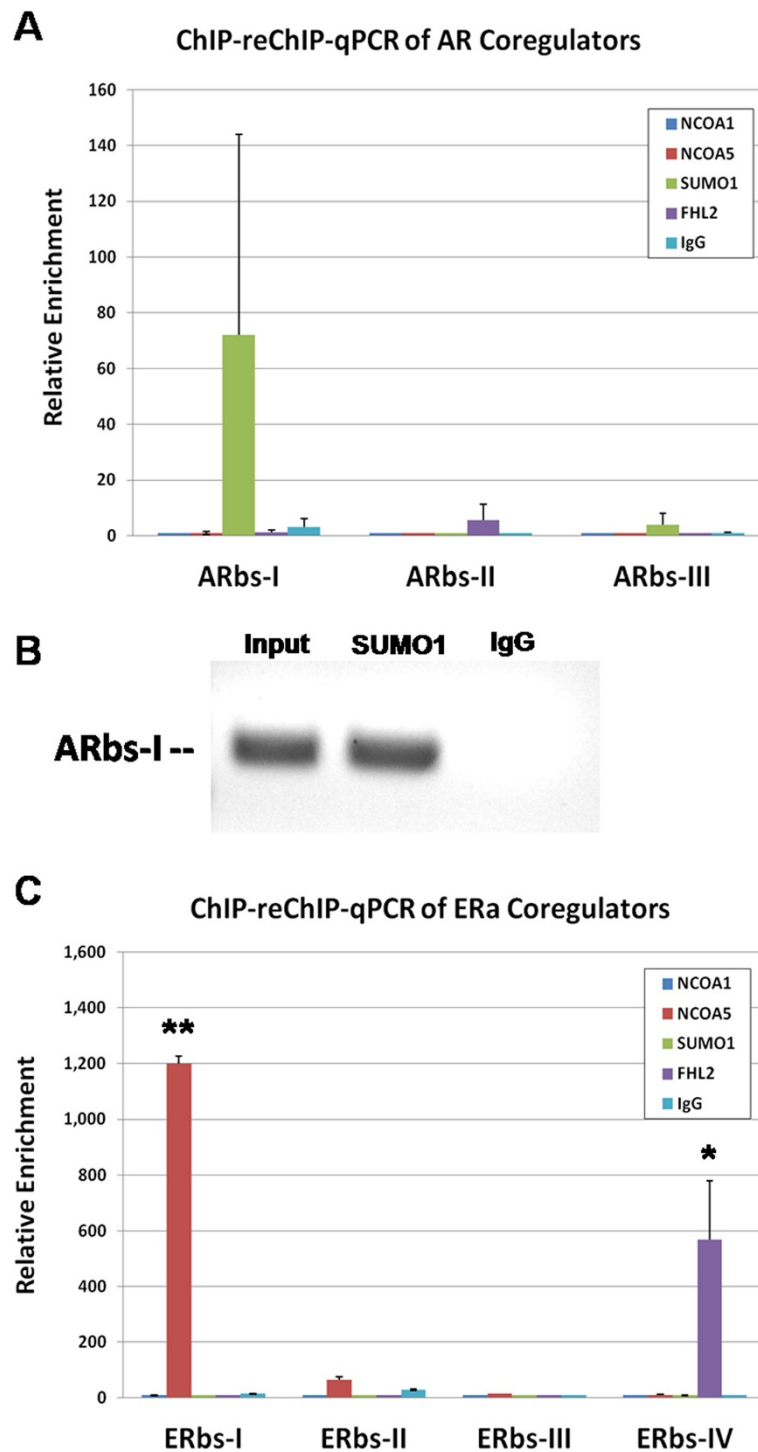 A
ChIP-reChIP-qPCR of AR Coregulators
Relative Enrichment
160
140
120
100
80
60
40
20
0
NCOA1
NCOA5
SUMO1
FHL2
IgG
ARbs-I
ARbs-II
ARbs-III
B
Input SUMO1 IgG
ARbs-I --
C
ChIP-reChIP-qPCR of ERa Coregulators
Relative Enrichment
1,600
1,400
1,200
1,000
800
600
400
200
0
**
*
NCOA1
NCOA5
SUMO1
FHL2
IgG
ERbs-I
ERbs-II
ERbs-III
ERbs-IV